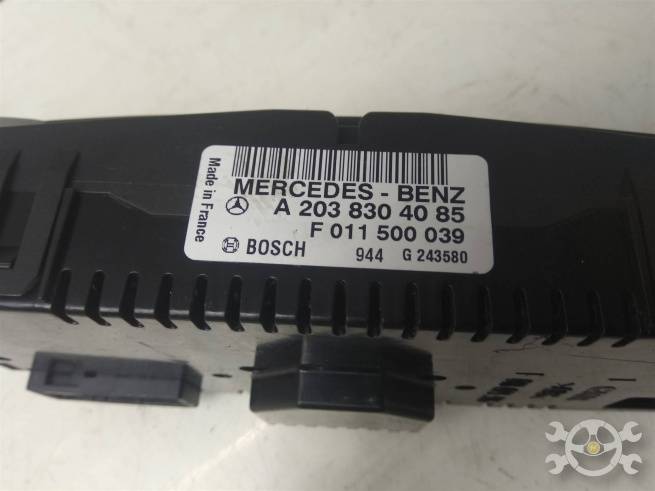 MERCEDES - BENZ
A 203 830 40 85
F 011 500 039
BOSCH 944 G 243580
Made in France